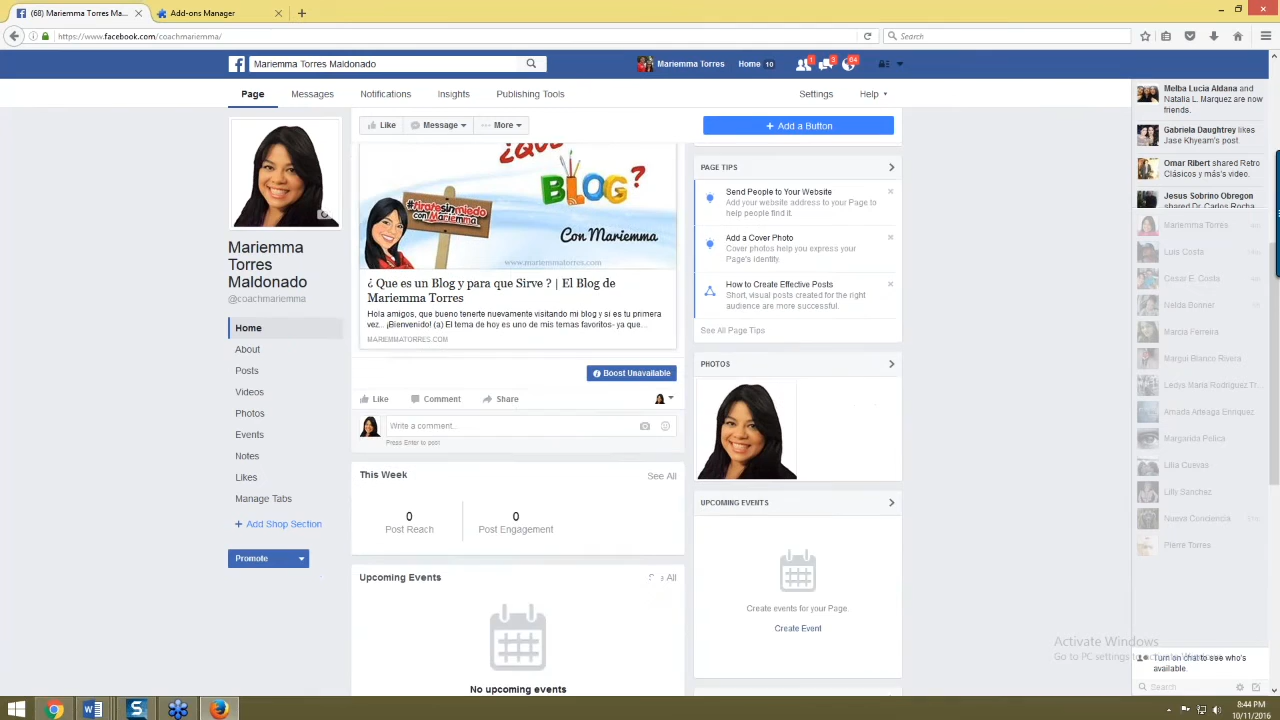 (68) Mariemma Torres Ma...
Add-ons Manager
https://www.facebook.com/coachmariemma/
Search
Mariemma Torres Maldonado
Mariemma Torres
Home 10
1
3
64
Page
Messages
Notifications
Insights
Publishing Tools
Settings
Help
Like
Message
More
+ Add a Button
Mariemma
Torres
Maldonado
@coachmariemma
Home
About
Posts
Videos
Photos
Events
Notes
Likes
Manage Tabs
+ Add Shop Section
Promote
BLOG?
con Mariemma
Con Mariemma
www.mariemmatorres.com
¿ Que es un Blog y para que Sirve ? | El Blog de
Mariemma Torres
Hola amigos, que bueno tenerte nuevamente visitando mi blog y si es tu primera
vez... ¡Bienvenido! (a) El tema de hoy es uno de mis temas favoritos- ya que...
MARIEMMATORRES.COM
Boost Unavailable
Like
Comment
Share
Write a comment...
Press Enter to post
This Week
See All
0
Post Reach
0
Post Engagement
Upcoming Events
All
No upcoming events
PAGE TIPS
Send People to Your Website
Add your website address to your Page to
help people find it.
Add a Cover Photo
Cover photos help you express your
Page's identify.
How to Create Effective Posts
Short, visual posts created for the right
audience are more successful.
See All Page Tips
PHOTOS
UPCOMING EVENTS
Create events for your Page.
Create Event
Melba Lucia Aldana and
Natalia L. Marquez are now
friends.
Gabriela Daughtrey likes
Jase Khyeam's post.
Omar Ribert shared Retro
Clásicos y más's video.
Jesus Sobrino Obregon
shared Dr. Carlos Rocha
Mariemma Torres
Luis Costa
Cesar E. Costa
Nelda Bonner
Marcia Ferreira
Margui Blanco Rivera
Ledys Maria Rodriguez Tr...
Amada Arteaga Enriquez
Margarida Pelica
Lilia Cuevas
Lilly Sanchez
Nueva Conciencia
Pierre Torres
Activate Windows
Go to PC settings to activate Windows.
Turn on chat to see who's
available.
Search
8:44 PM
10/11/2016